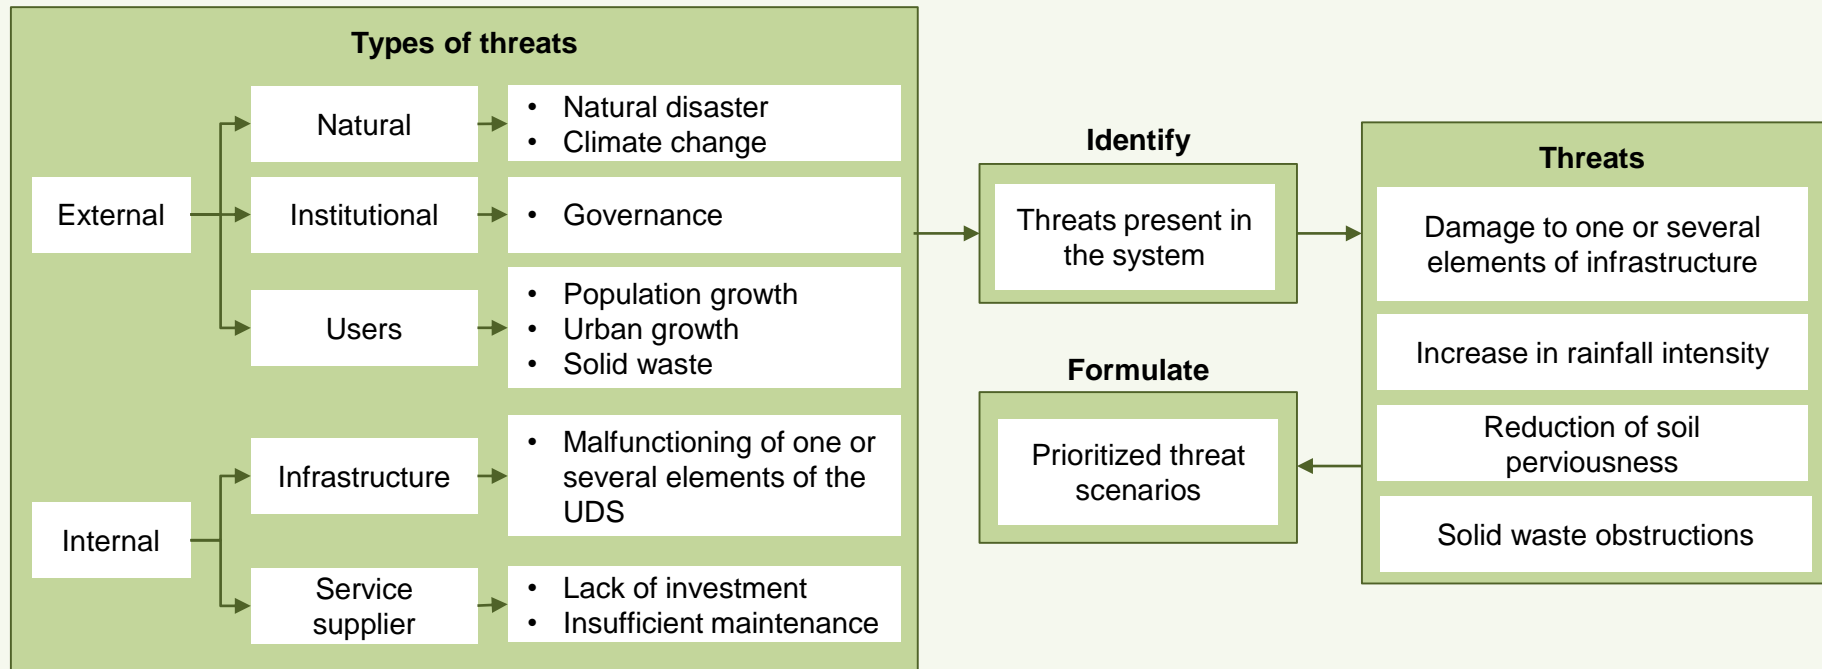 Types of threats
External
Natural
• Natural disaster
• Climate change
Institutional
• Governance
Users
• Population growth
• Urban growth
• Solid waste
Internal
Infrastructure
• Malfunctioning of one or
several elements of the
UDS
Service
supplier
• Lack of investment
• Insufficient maintenance
Identify
Threats present in
the system
Threats
Damage to one or several
elements of infrastructure
Increase in rainfall intensity
Reduction of soil
perviousness
Solid waste obstructions
Formulate
Prioritized threat
scenarios